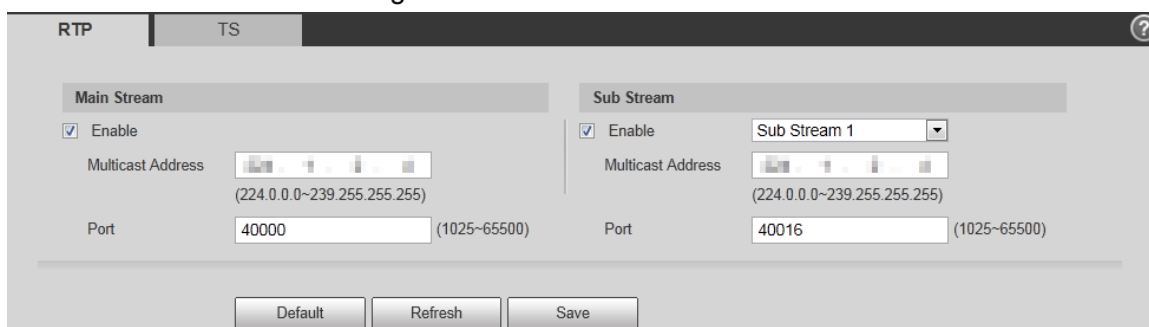 RTP TS
Main Stream Sub Stream
Enable Enable Sub Stream 1
Multicast Address Multicast Address
(224.0.0.0~239.255.255.255) (224.0.0.0~239.255.255.255)
Port 40000 (1025~65500) Port 40016 (1025~65500)
Default Refresh Save